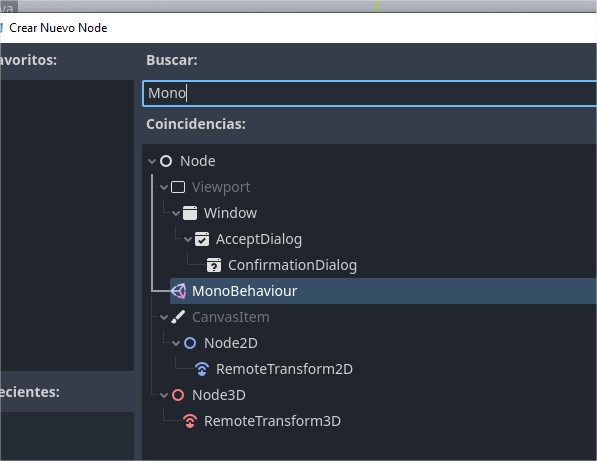 va
Crear Nuevo Node
avoritos:
Buscar:
Mono
Coincidencias:
Node
Viewport
Window
AcceptDialog
ConfirmationDialog
MonoBehaviour
CanvasItem
Node2D
RemoteTransform2D
Node3D
RemoteTransform3D
ecientes: